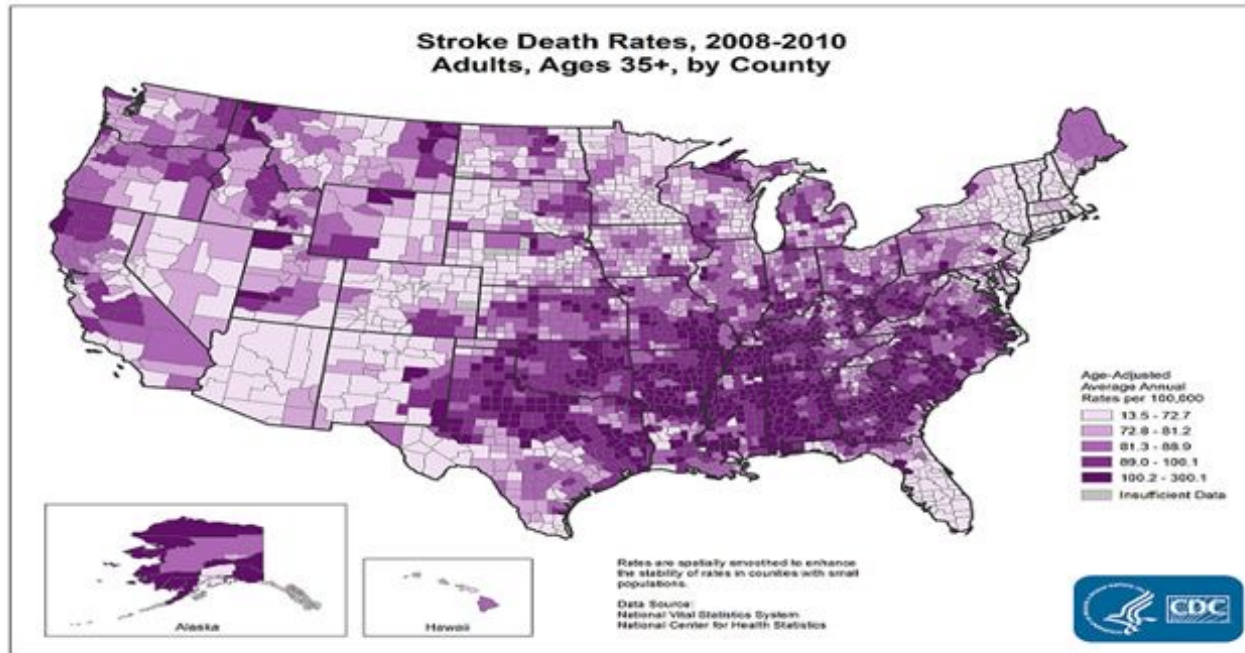 Stroke Death Rates, 2008-2010
Adults, Ages 35+, by County
Age-Adjusted
Average Annual
Rates per 100,000
13.5 - 72.7
72.8 - 81.2
81.3 - 88.9
89.0 - 100.1
100.2 - 300.1
Insufficient Data
Alaska
Hawaii
Rates are spatially smoothed to enhance
the stability of rates in counties with small
populations.
Data Source:
National Vital Statistics System
National Center for Health Statistics
CDC